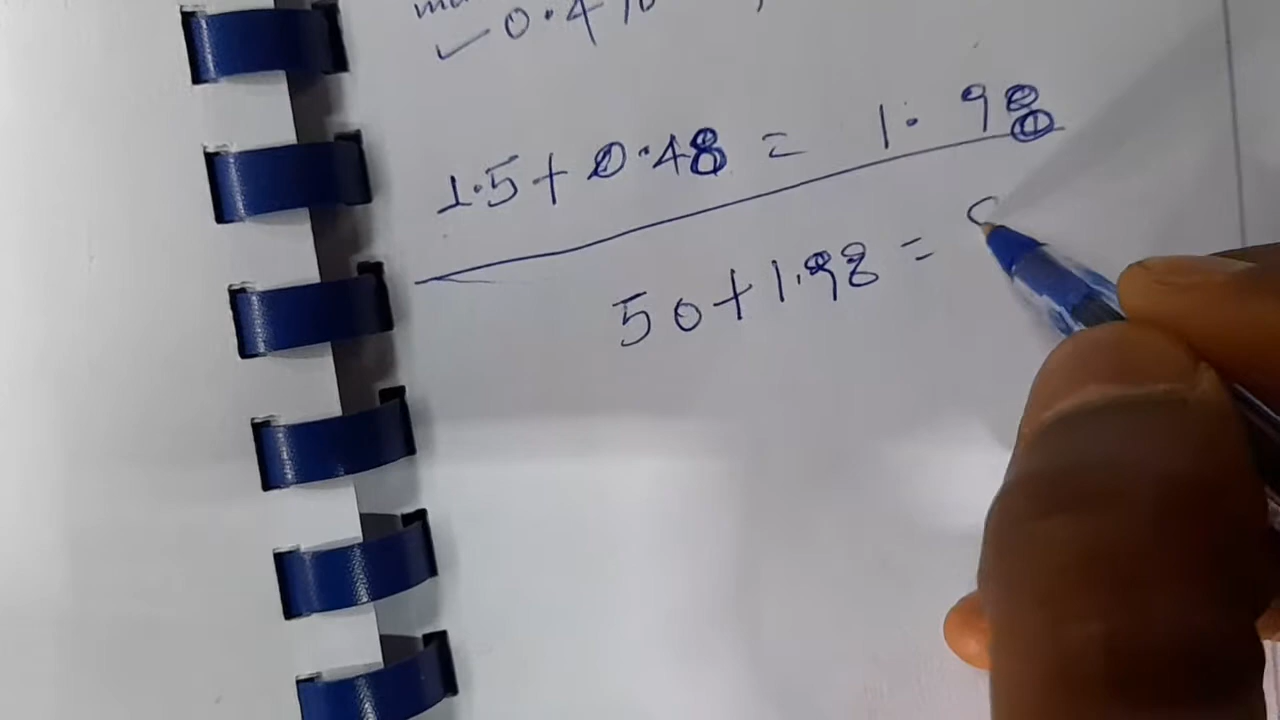 1.5+0.48 = 1.98
50+1.98 =